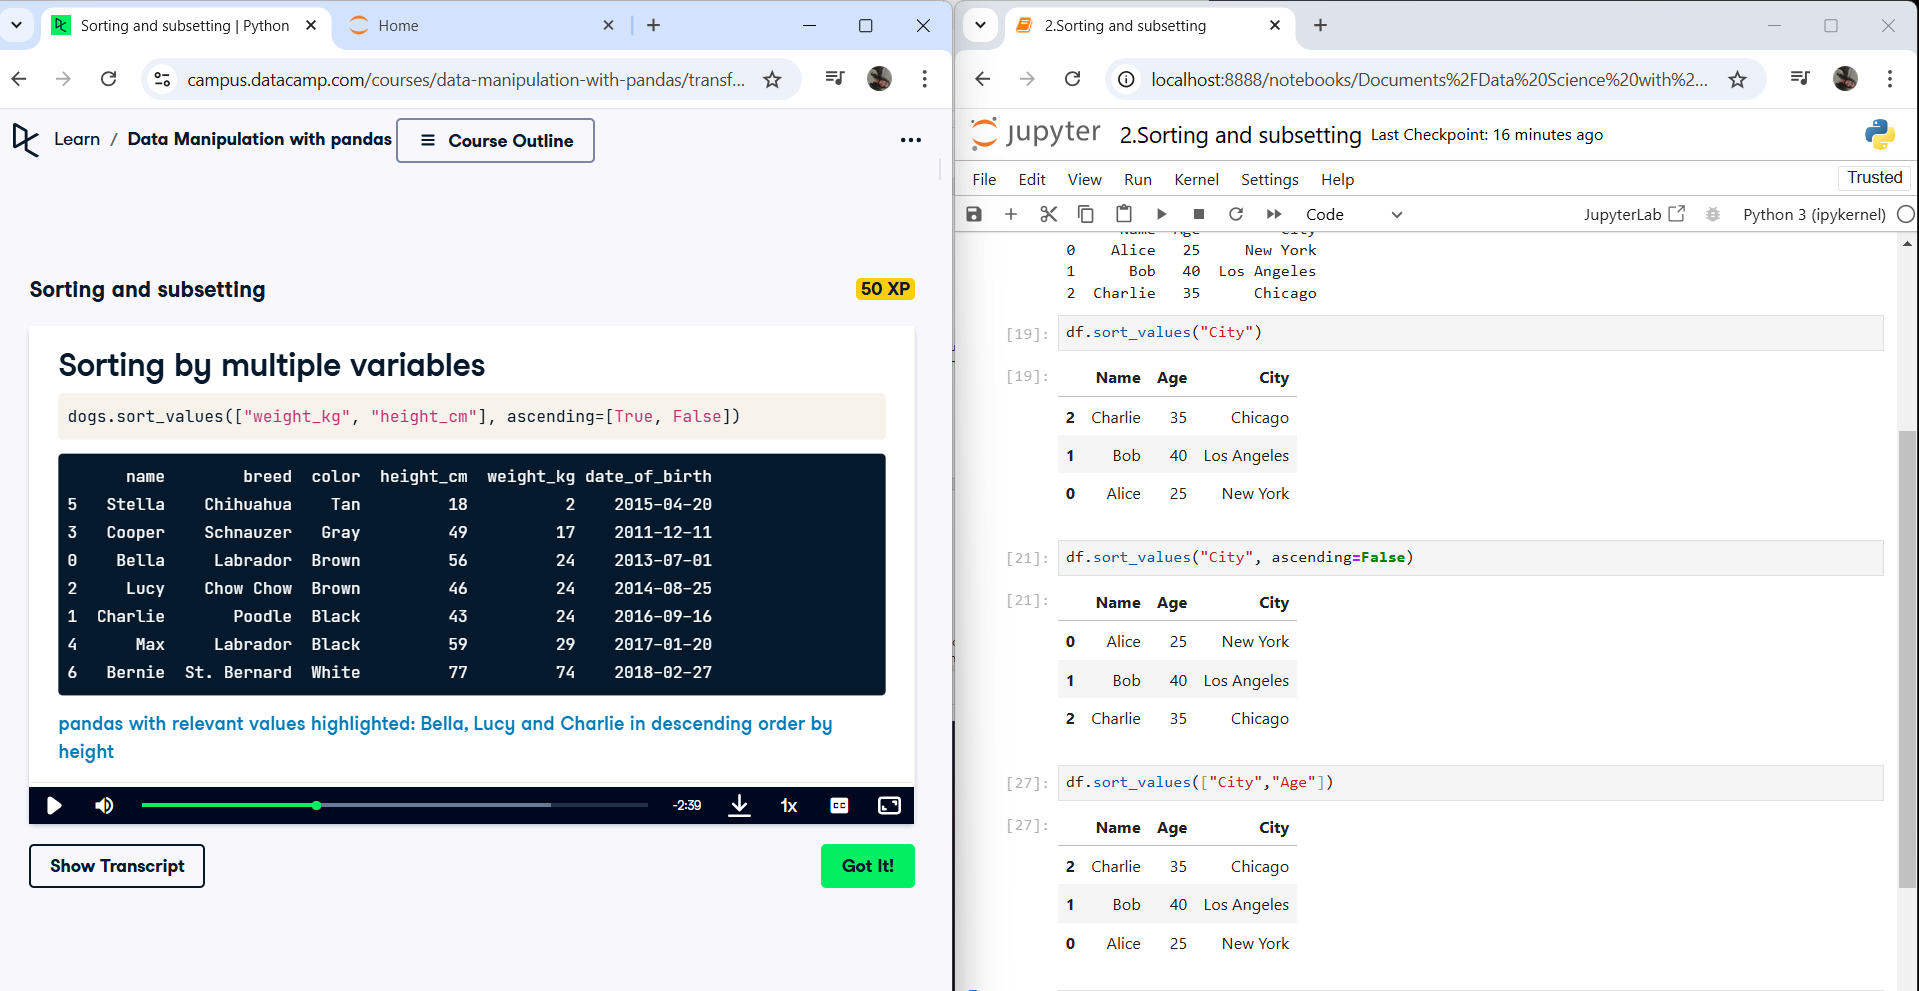 Sorting and subsetting | Python
Home
campus.datacamp.com/courses/data-manipulation-with-pandas/transf...
Learn / Data Manipulation with pandas
Course Outline
Sorting and subsetting
50 XP
Sorting by multiple variables
dogs.sort_values(["weight_kg", "height_cm"], ascending=[True, False])
name breed color height_cm weight_kg date_of_birth
5 Stella Chihuahua Tan 18 2 2015-04-20
3 Cooper Schnauzer Gray 49 17 2011-12-11
0 Bella Labrador Brown 56 24 2013-07-01
2 Lucy Chow Chow Brown 46 24 2014-08-25
1 Charlie Poodle Black 43 24 2016-09-16
4 Max Labrador Black 59 29 2017-01-20
6 Bernie St. Bernard White 77 74 2018-02-27
pandas with relevant values highlighted: Bella, Lucy and Charlie in descending order by
height
-2:39
1x
CC
Show Transcript
Got It!
2.Sorting and subsetting
localhost:8888/notebooks/Documents%2FData%20Science%20with%2...
jupyter 2.Sorting and subsetting Last Checkpoint: 16 minutes ago
File Edit View Run Kernel Settings Help
Trusted
Code
JupyterLab
Python 3 (ipykernel)
Name Age City
0 Alice 25 New York
1 Bob 40 Los Angeles
2 Charlie 35 Chicago
[19]: df.sort_values("City")
[19]: Name Age City
2 Charlie 35 Chicago
1 Bob 40 Los Angeles
0 Alice 25 New York
[21]: df.sort_values("City", ascending=False)
[21]: Name Age City
0 Alice 25 New York
1 Bob 40 Los Angeles
2 Charlie 35 Chicago
[27]: df.sort_values(["City","Age"])
[27]: Name Age City
2 Charlie 35 Chicago
1 Bob 40 Los Angeles
0 Alice 25 New York